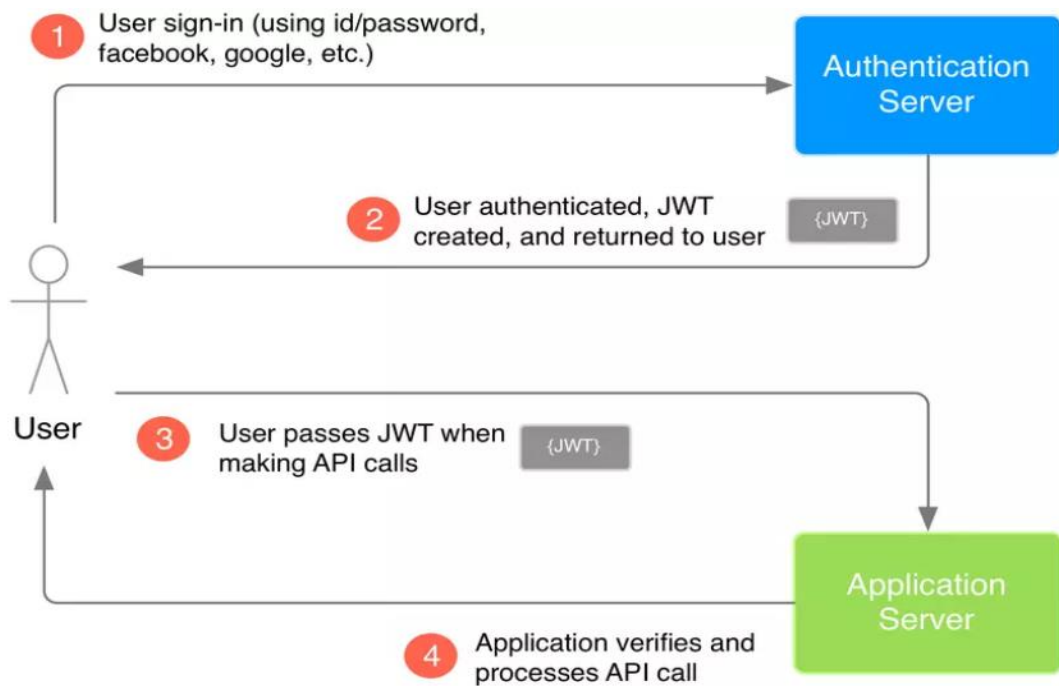 1
User sign-in (using id/password,
facebook, google, etc.)
Authentication
Server
2
User authenticated, JWT
created, and returned to user
{JWT}
User
3
User passes JWT when
making API calls
{JWT}
Application
Server
4
Application verifies and
processes API call